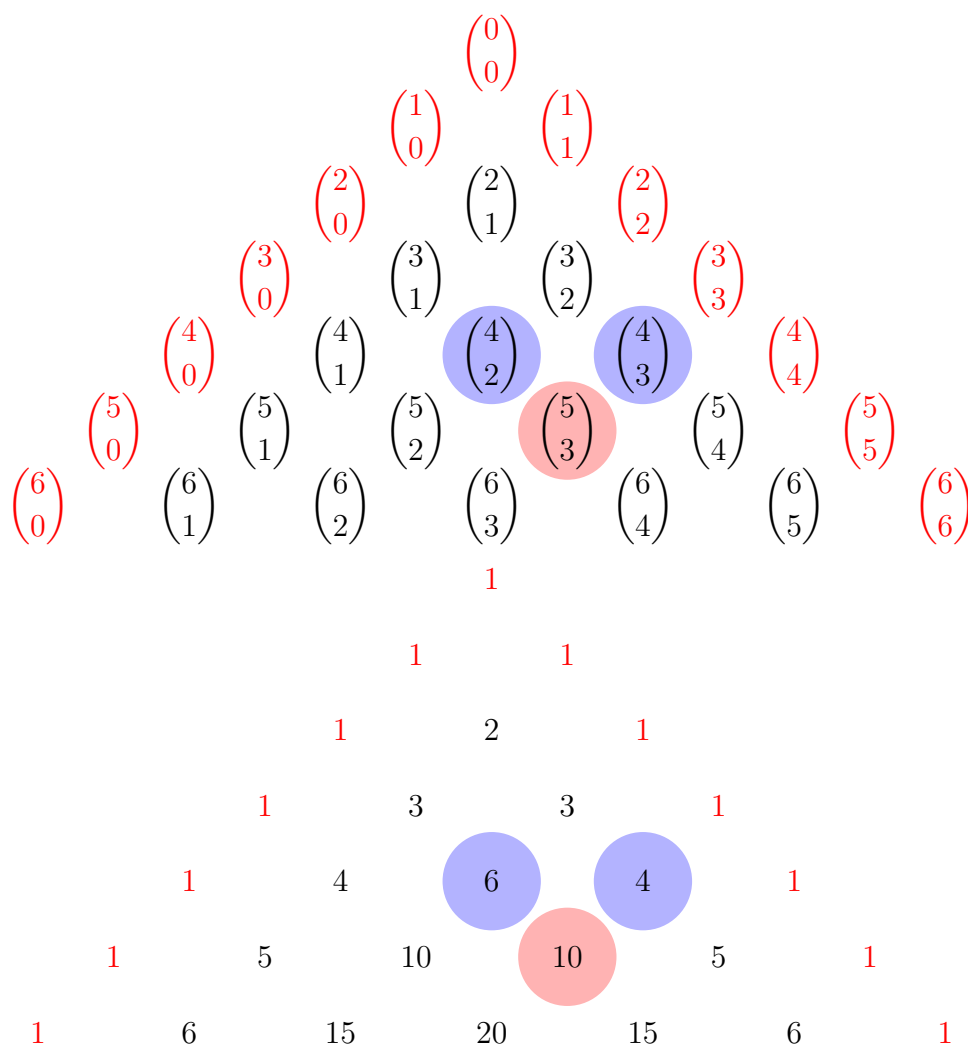 (0 0)
(1 0) (1 1)
(2 0) (2 1) (2 2)
(3 0) (3 1) (3 2) (3 3)
(4 0) (4 1) (4 2) (4 3) (4 4)
(5 0) (5 1) (5 2) (5 3) (5 4) (5 5)
(6 0) (6 1) (6 2) (6 3) (6 4) (6 5) (6 6)
1
1 1
1 2 1
1 3 3 1
1 4 6 4 1
1 5 10 10 5 1
1 6 15 20 15 6 1